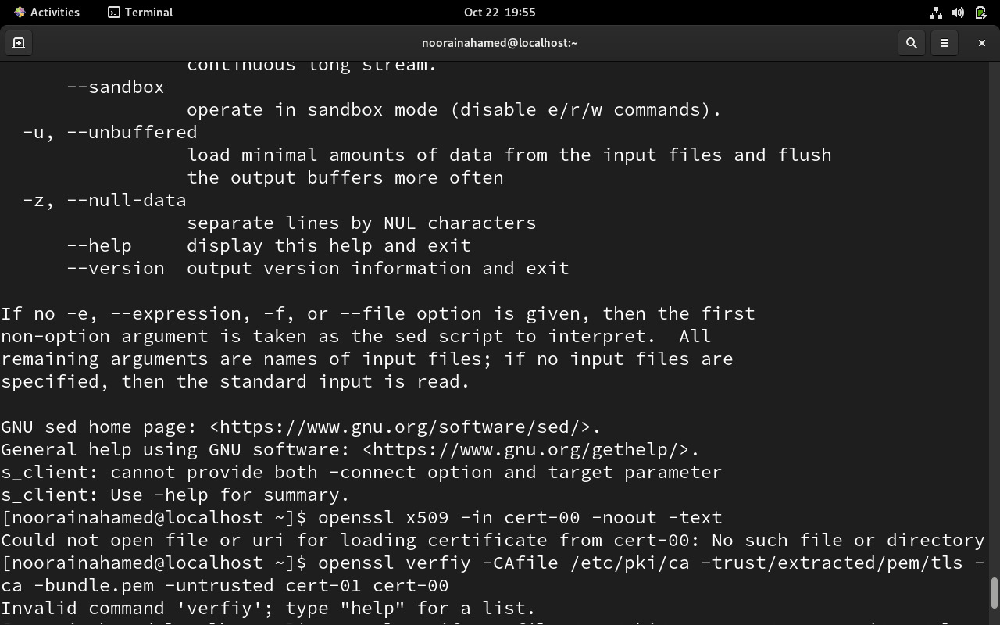 Activities Terminal Oct 22 19:55
noorainahamed@localhost:~
continuous long stream.
--sandbox
operate in sandbox mode (disable e/r/w commands).
-u, --unbuffered
load minimal amounts of data from the input files and flush
the output buffers more often
-z, --null-data
separate lines by NUL characters
--help display this help and exit
--version output version information and exit
If no -e, --expression, -f, or --file option is given, then the first
non-option argument is taken as the sed script to interpret. All
remaining arguments are names of input files; if no input files are
specified, then the standard input is read.
GNU sed home page: <https://www.gnu.org/software/sed/>.
General help using GNU software: <https://www.gnu.org/gethelp/>.
s_client: cannot provide both -connect option and target parameter
s_client: Use -help for summary.
[noorainahamed@localhost ~]$ openssl x509 -in cert-00 -noout -text
Could not open file or uri for loading certificate from cert-00: No such file or directory
[noorainahamed@localhost ~]$ openssl verfiy -CAfile /etc/pki/ca -trust/extracted/pem/tls -
ca -bundle.pem -untrusted cert-01 cert-00
Invalid command 'verfiy'; type "help" for a list.